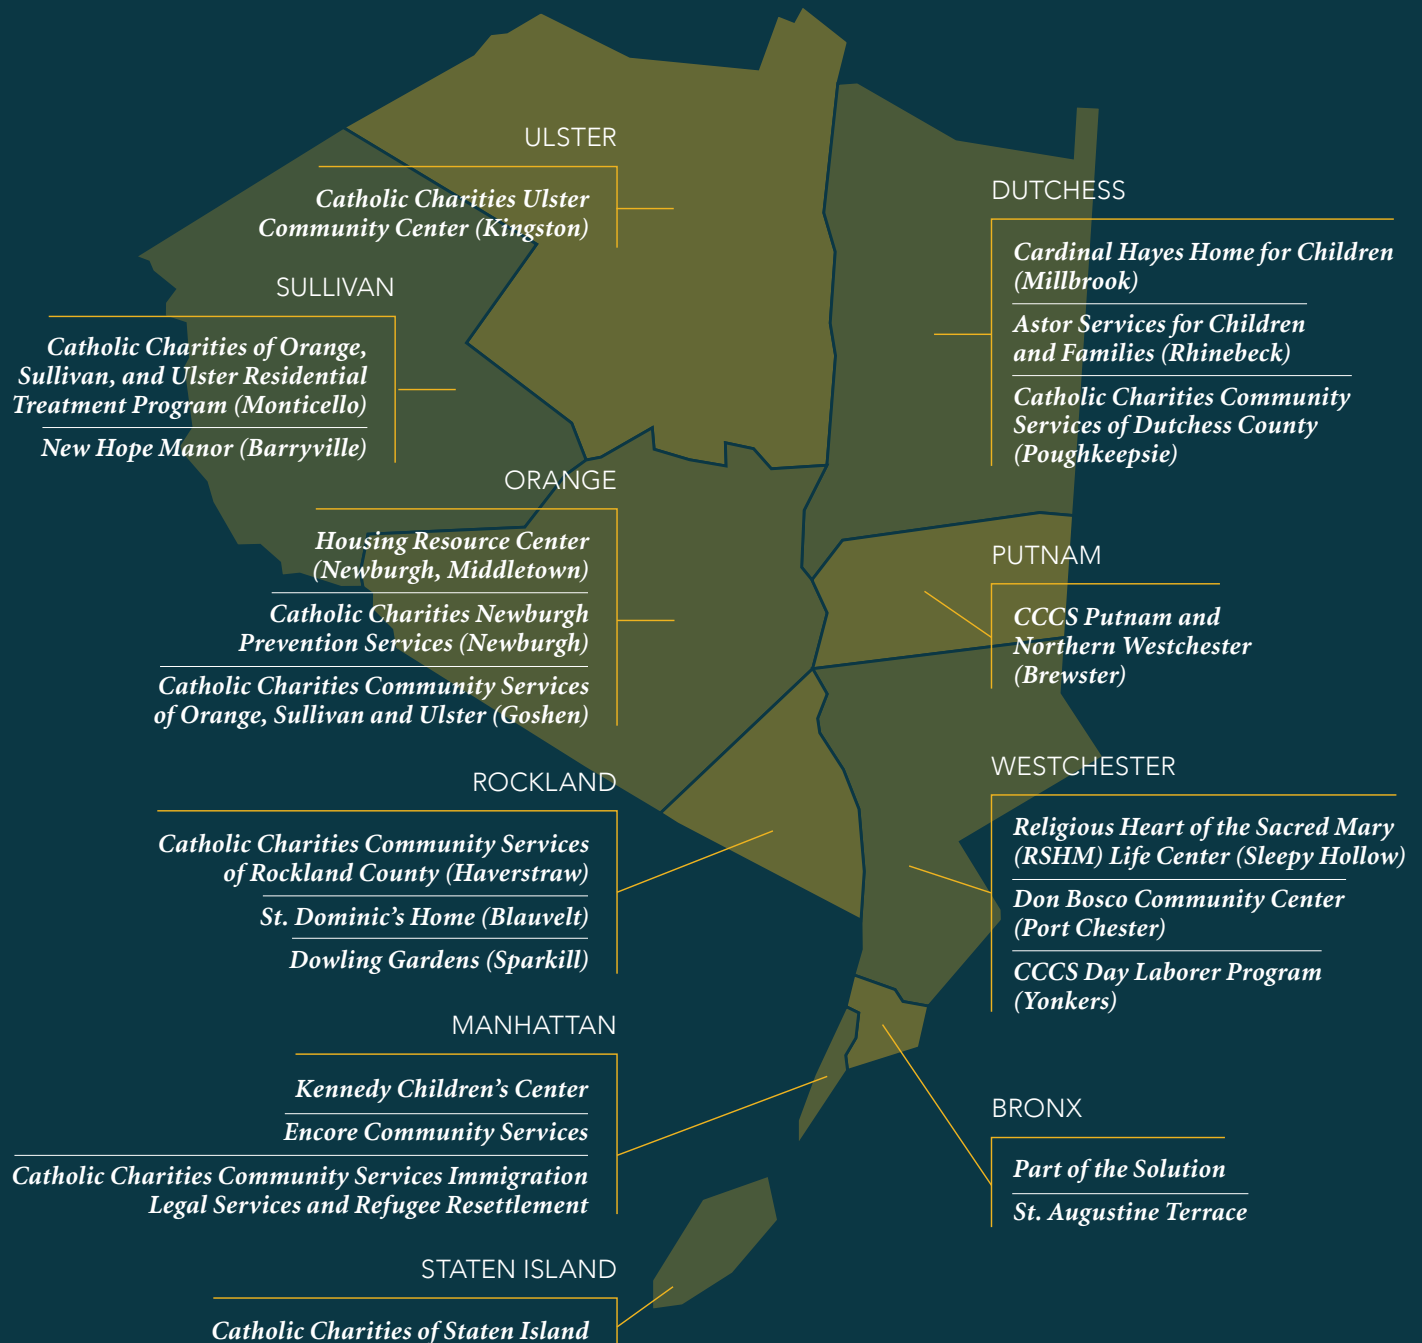 ULSTER
Catholic Charities Ulster
Community Center (Kingston)
SULLIVAN
Catholic Charities of Orange,
Sullivan, and Ulster Residential
Treatment Program (Monticello)
New Hope Manor (Barryville)
ORANGE
Housing Resource Center
(Newburgh, Middletown)
Catholic Charities Newburgh
Prevention Services (Newburgh)
Catholic Charities Community Services
of Orange, Sullivan and Ulster (Goshen)
ROCKLAND
Catholic Charities Community Services
of Rockland County (Haverstraw)
St. Dominic’s Home (Blauvelt)
Dowling Gardens (Sparkill)
MANHATTAN
Kennedy Children’s Center
Encore Community Services
Catholic Charities Community Services Immigration
Legal Services and Refugee Resettlement
STATEN ISLAND
Catholic Charities of Staten Island
DUTCHESS
Cardinal Hayes Home for Children
(Millbrook)
Astor Services for Children
and Families (Rhinebeck)
Catholic Charities Community
Services of Dutchess County
(Poughkeepsie)
PUTNAM
CCCS Putnam and
Northern Westchester
(Brewster)
WESTCHESTER
Religious Heart of the Sacred Mary
(RSHM) Life Center (Sleepy Hollow)
Don Bosco Community Center
(Port Chester)
CCCS Day Laborer Program
(Yonkers)
BRONX
Part of the Solution
St. Augustine Terrace